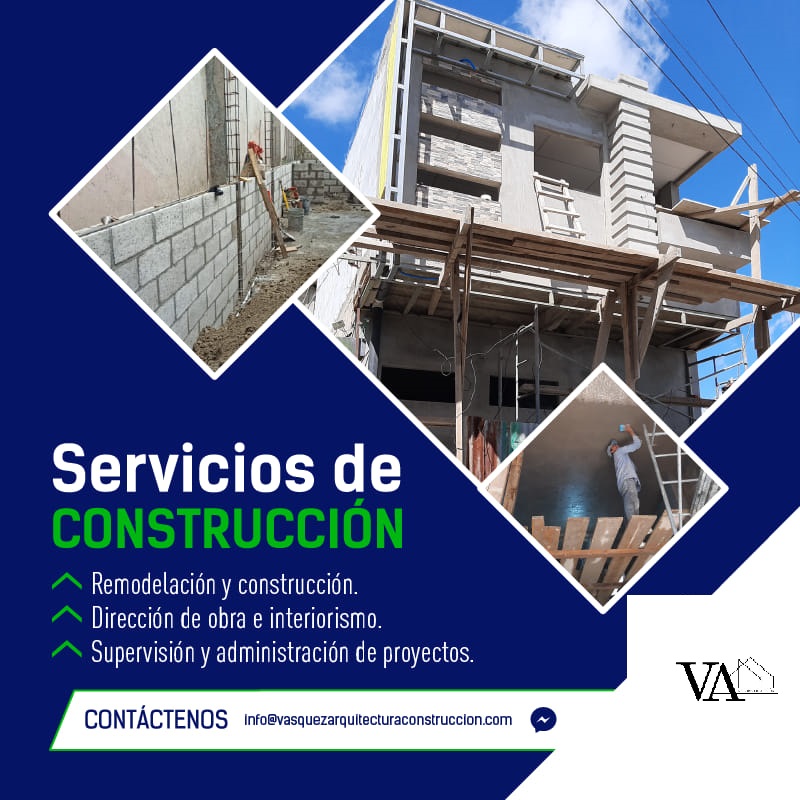 Servicios de
CONSTRUCCIÓN
Remodelación y construcción.
Dirección de obra e interiorismo.
Supervisión y administración de proyectos.
CONTÁCTENOS info@vasquezarquitecturaconstruccion.com
VA